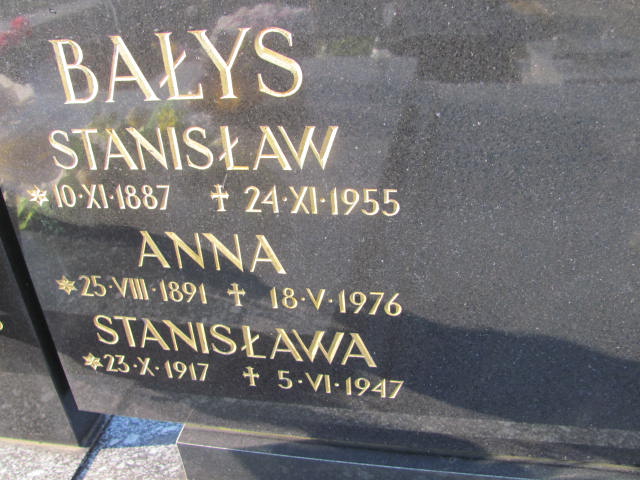 BAŁYS
STANISŁAW
✡10·XI·1887 ✝ 24·XI·1955
ANNA
✡25·VIII·1891 ✝ 18·V·1976
STANISŁAWA
✡23·X·1917 ✝ 5·VI·1947